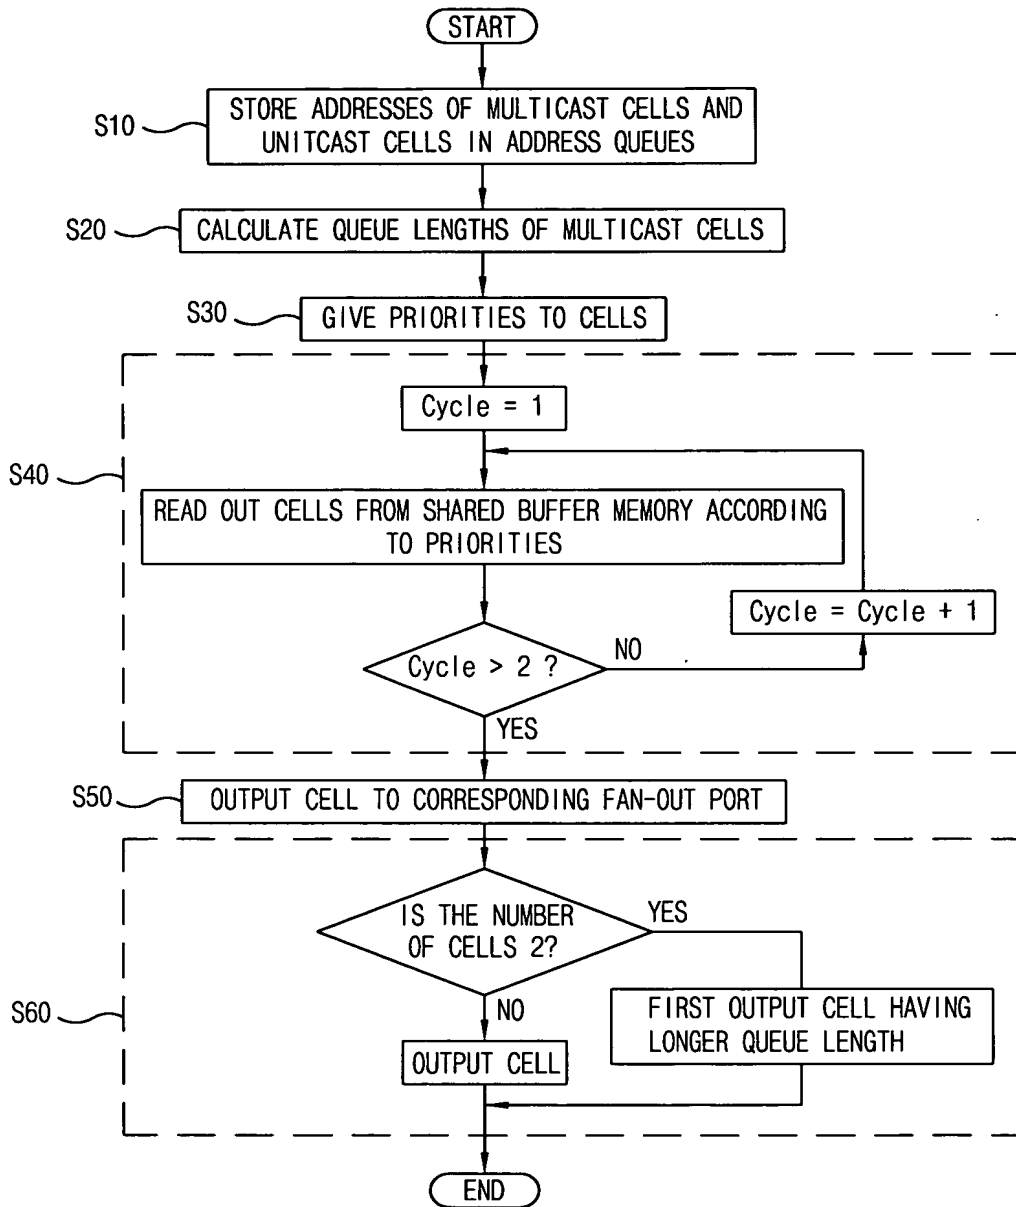 START
S10
STORE ADDRESSES OF MULTICAST CELLS AND
UNITCAST CELLS IN ADDRESS QUEUES
S20
CALCULATE QUEUE LENGTHS OF MULTICAST CELLS
S30
GIVE PRIORITIES TO CELLS
Cycle = 1
S40
READ OUT CELLS FROM SHARED BUFFER MEMORY ACCORDING
TO PRIORITIES
Cycle = Cycle + 1
Cycle > 2 ?
NO
YES
S50
OUTPUT CELL TO CORRESPONDING FAN-OUT PORT
IS THE NUMBER
OF CELLS 2?
YES
S60
NO
FIRST OUTPUT CELL HAVING
LONGER QUEUE LENGTH
OUTPUT CELL
END